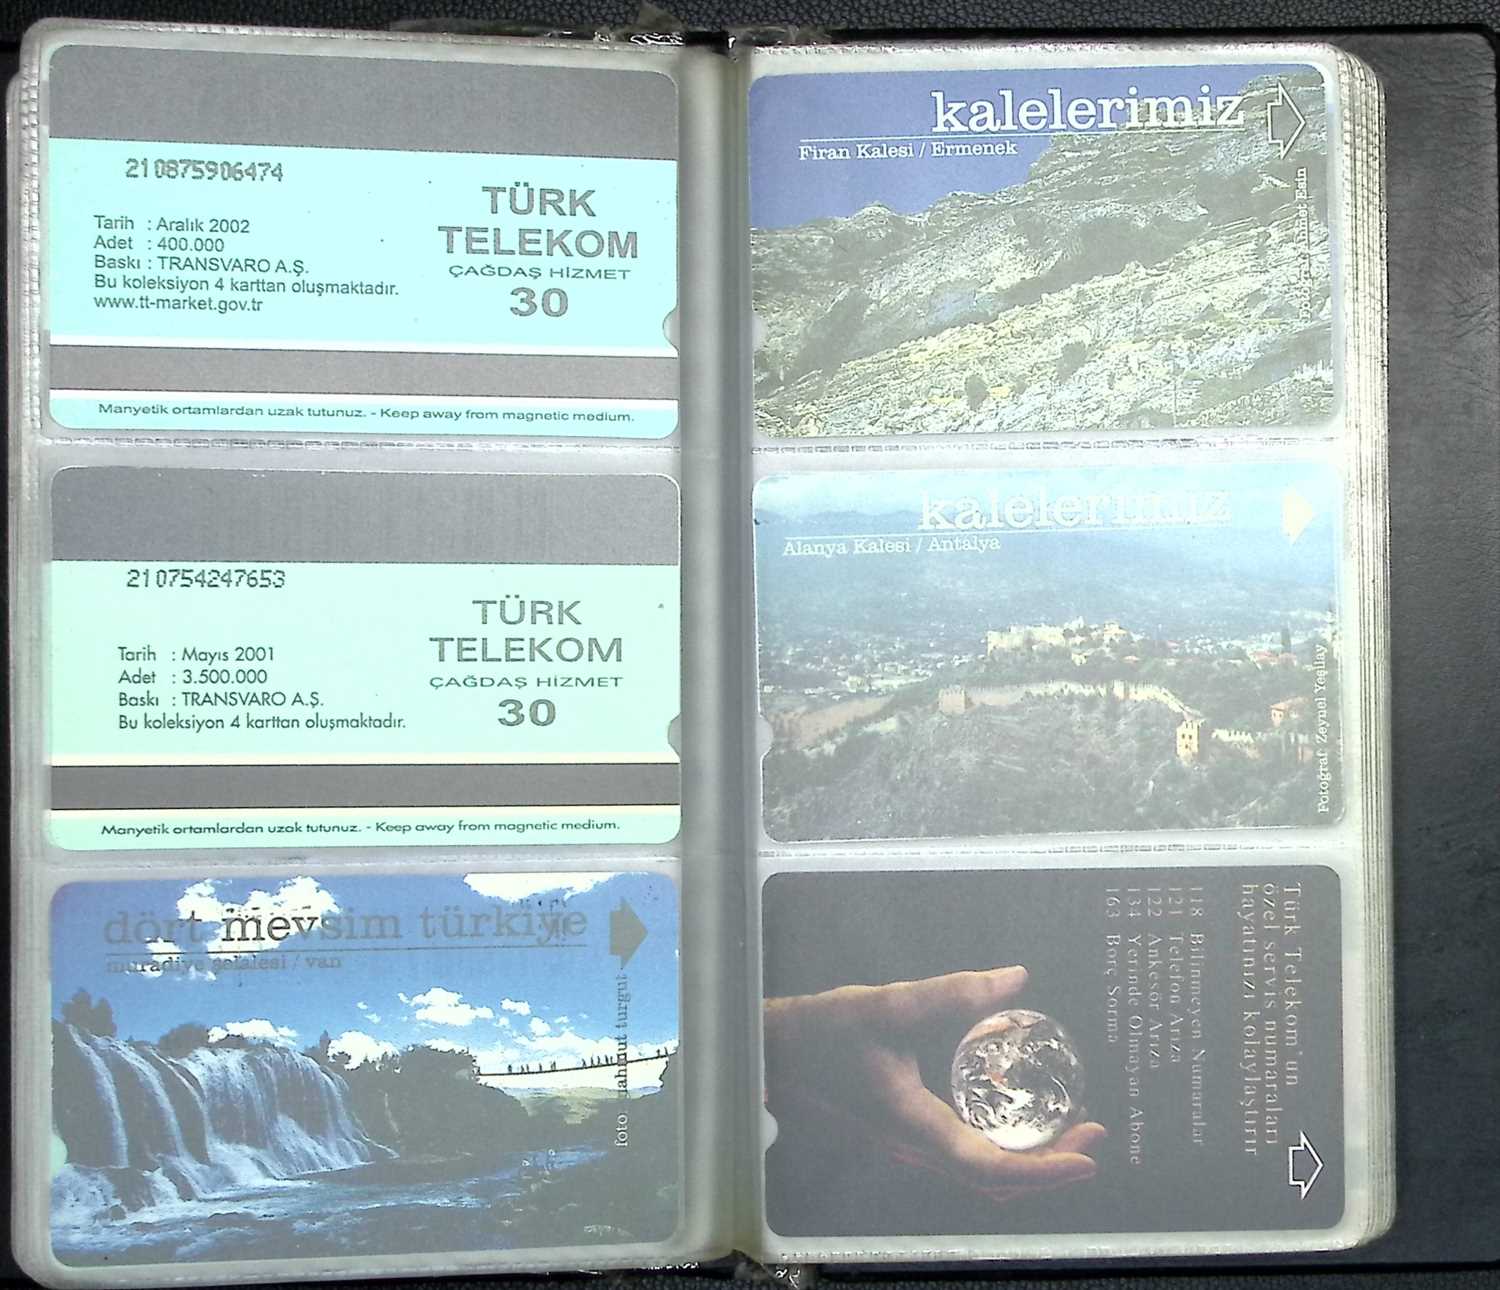 210875906474
Tarih : Aralık 2002
Adet : 400.000
Baskı : TRANSVARO A.Ş.
Bu koleksiyon 4 karttan oluşmaktadır.
www.tt-market.gov.tr
TÜRK
TELEKOM
ÇAĞDAŞ HİZMET
30
Manyetik ortamlardan uzak tutunuz. - Keep away from magnetic medium.
210754247653
Tarih : Mayıs 2001
Adet : 3.500.000
Baskı : TRANSVARO A.Ş.
Bu koleksiyon 4 karttan oluşmaktadır.
TÜRK
TELEKOM
ÇAĞDAŞ HİZMET
30
Manyetik ortamlardan uzak tutunuz. - Keep away from magnetic medium.
dört mevsim türkiye
muradiye şelalesi / van
foto: mahmut turgut
kalelerimiz
Firan Kalesi / Ermenek
Fotoğraf Ahmet Esin
kalelerimiz
Alanya Kalesi / Antalya
Fotoğraf Zeynel Yeşilay
Türk Telekom'un
özel servis numaraları
hayatınızı kolaylaştırır
118 Bilinmeyen Numaralar
121 Telefon Arıza
122 Ankesör Arıza
134 Yerinde Olmayan Abone
163 Borç Sorma